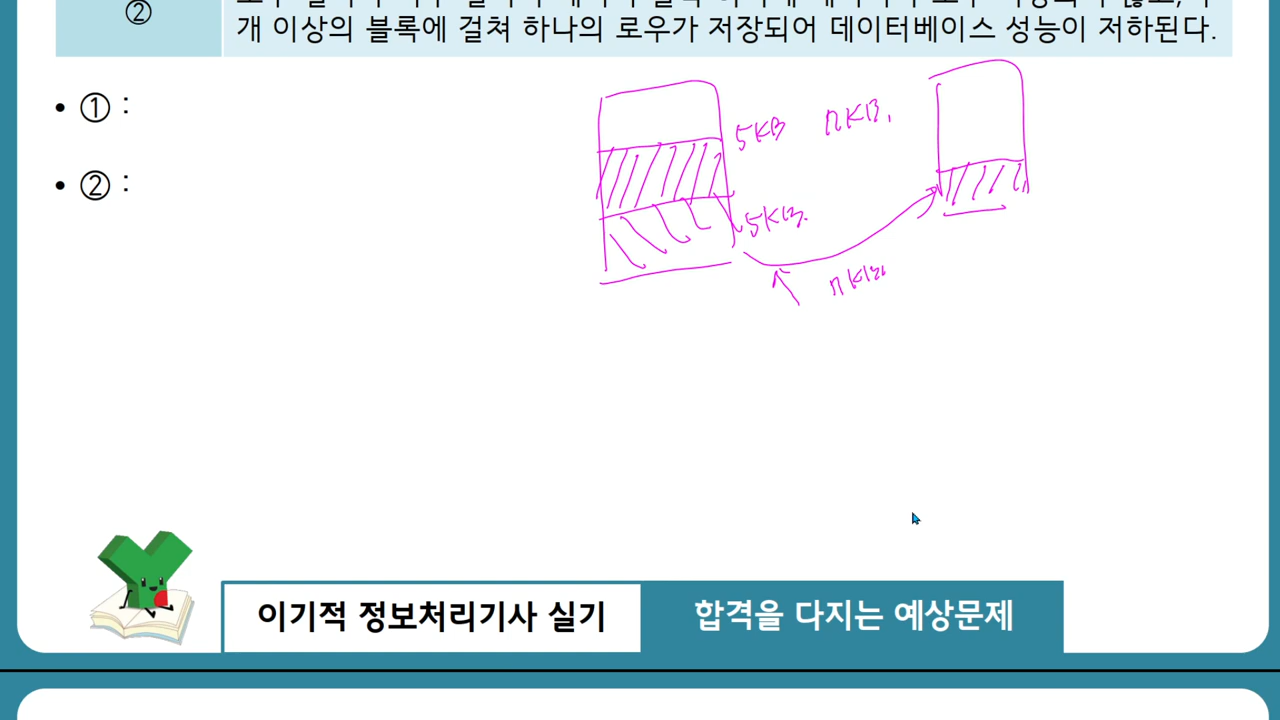 ②
개 이상의 블록에 걸쳐 하나의 로우가 저장되어 데이터베이스 성능이 저하된다.
• ① :
• ② :
5KB
5KB.
이기적 정보처리기사 실기
합격을 다지는 예상문제